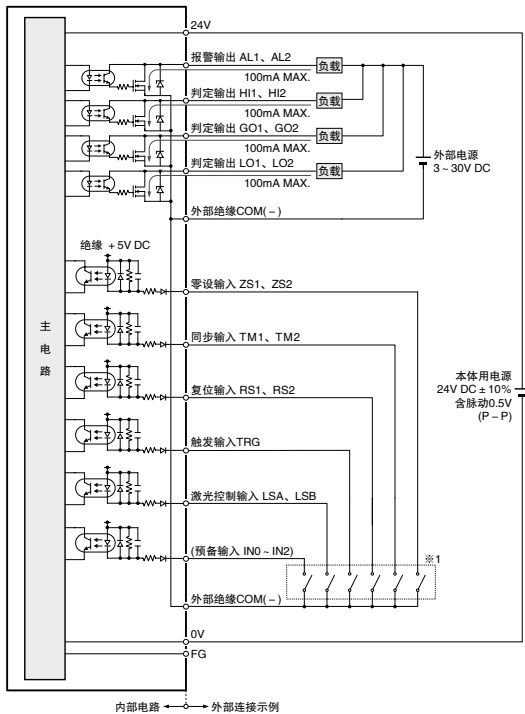 24V
报警输出 AL1、AL2
负载
100mA MAX.
判定输出 HI1、HI2
负载
100mA MAX.
判定输出 GO1、GO2
负载
100mA MAX.
判定输出 LO1、LO2
负载
100mA MAX.
外部电源
3 ~ 30V DC
外部绝缘COM(－)
绝缘 +5V DC
零设输入 ZS1、ZS2
主
电
路
同步输入 TM1、TM2
复位输入 RS1、RS2
本体用电源
24V DC ± 10%
含脉动0.5V
(P – P)
触发输入TRG
激光控制输入 LSA、LSB
(预备输入 IN0 ~ IN2)
※1
外部绝缘COM(－)
0V
FG
内部电路
外部连接示例